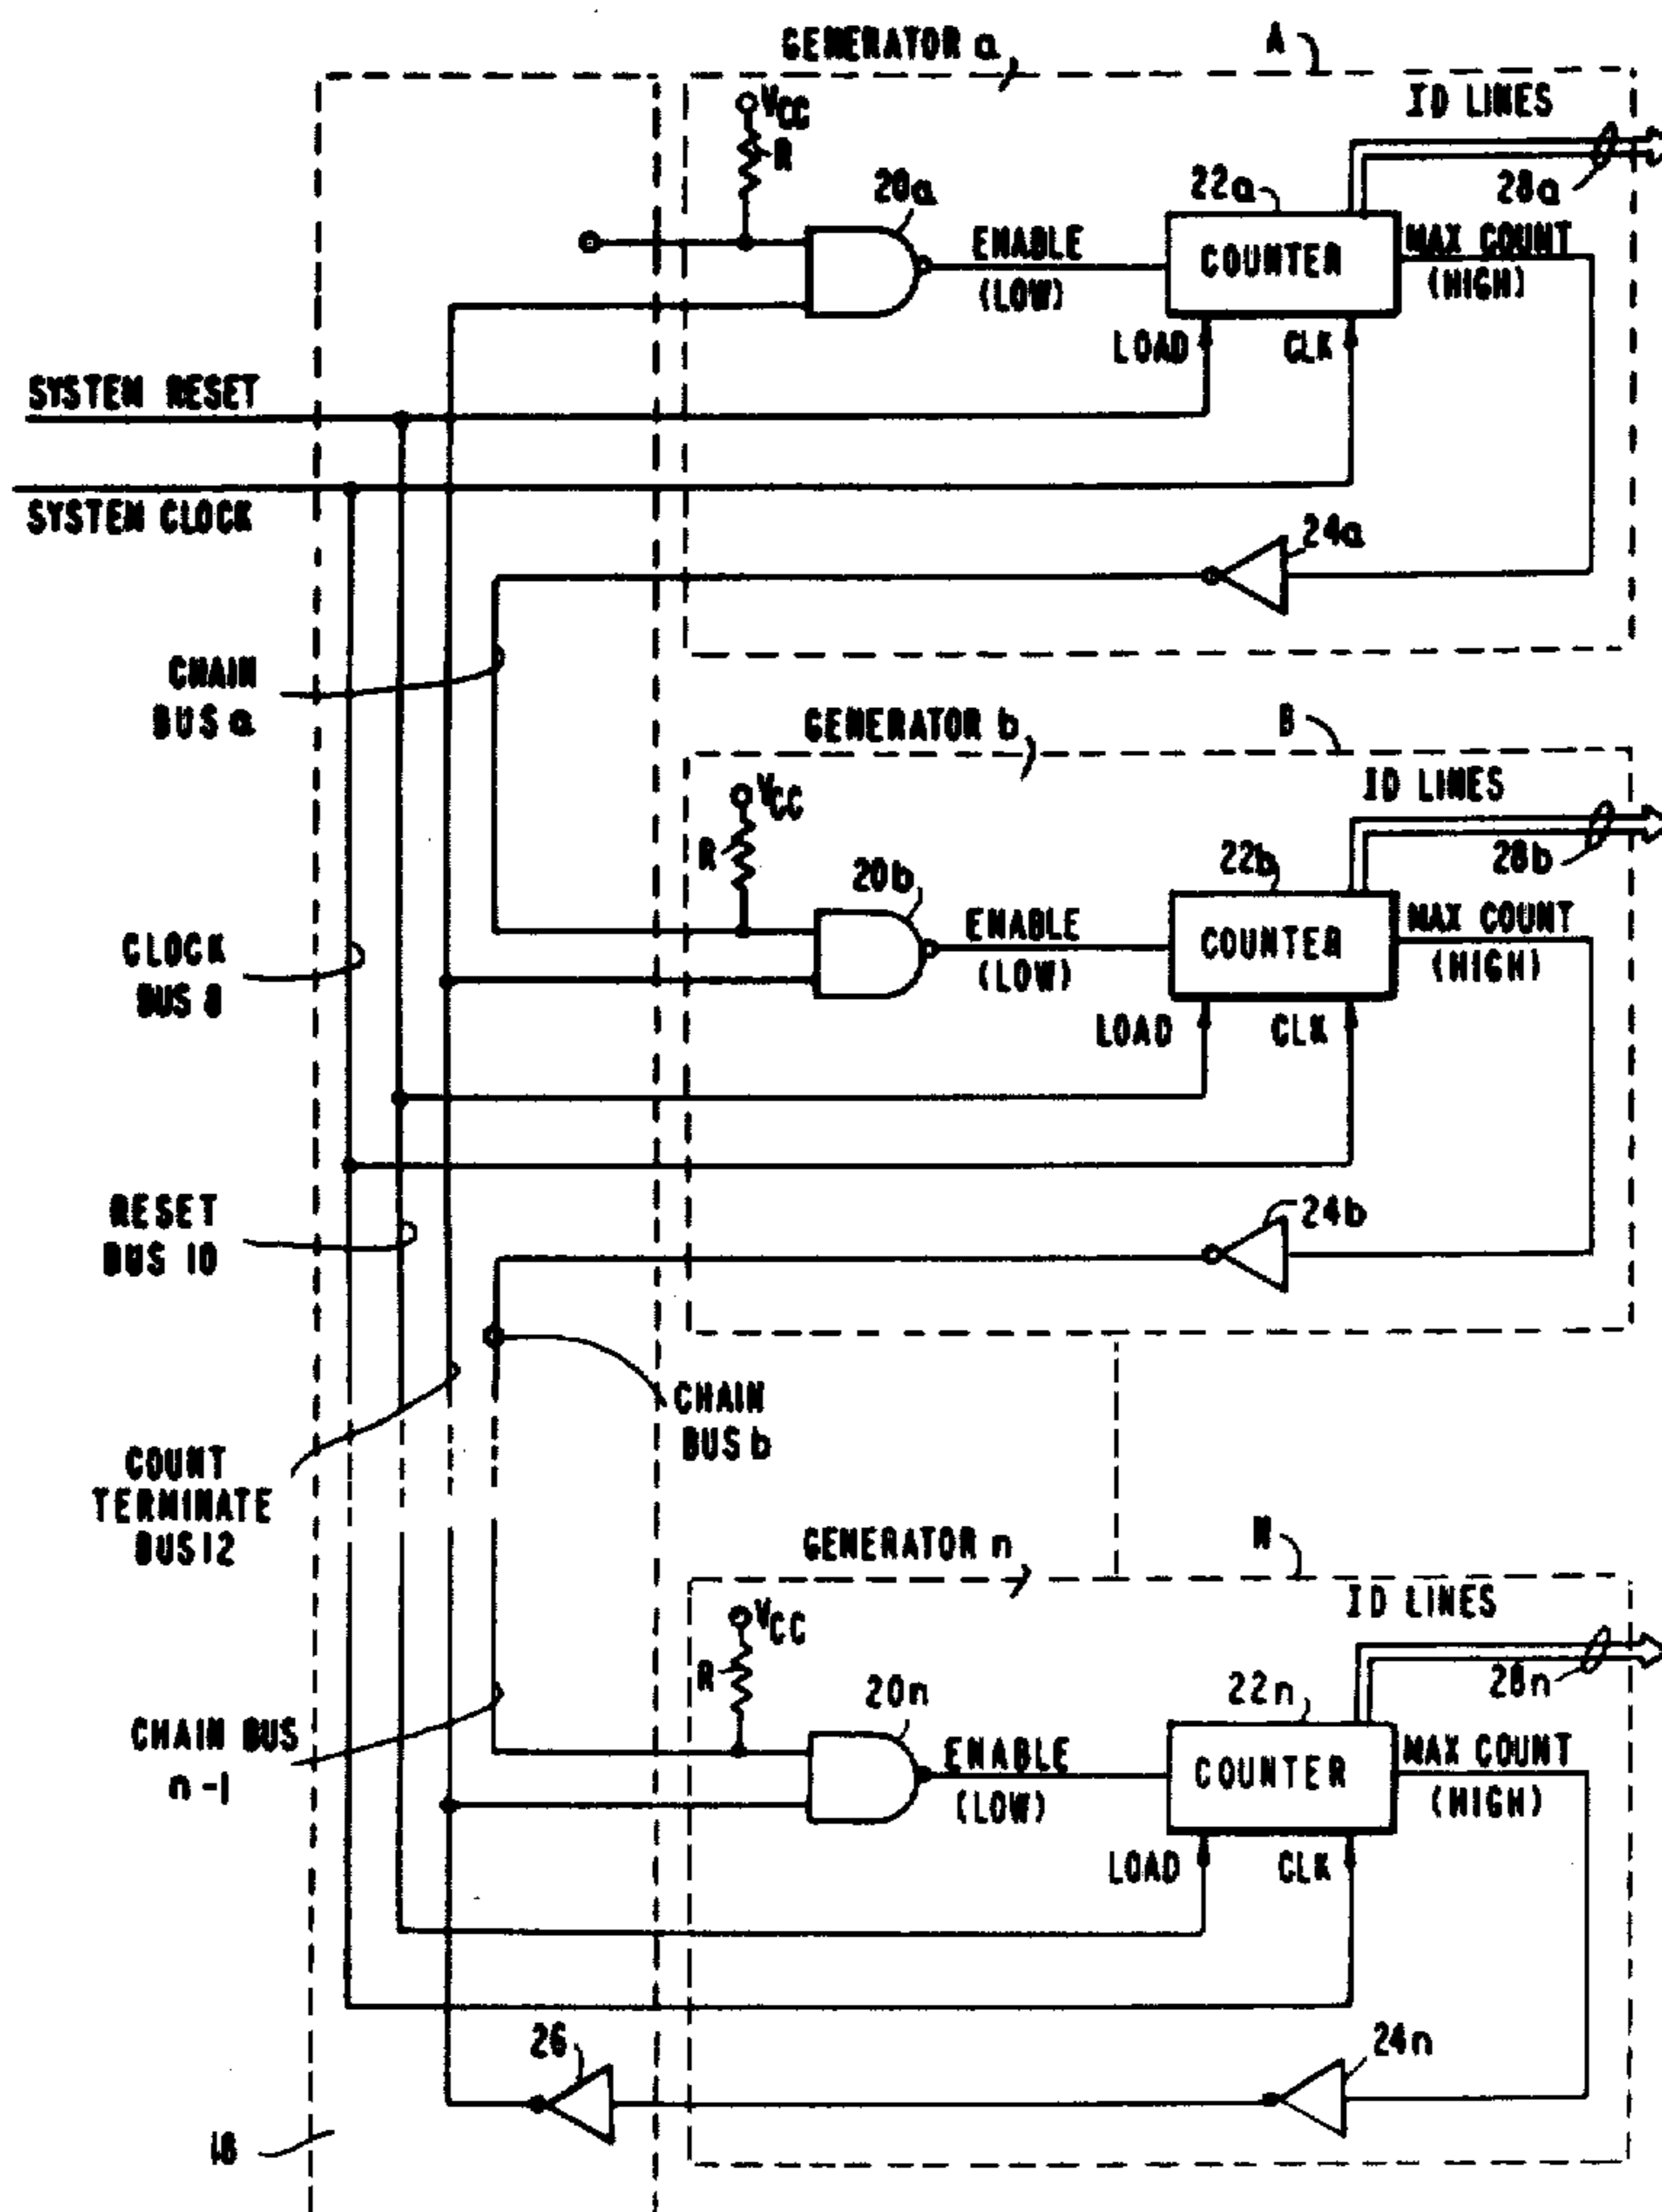 GENERATOR a
A
ID LINES
VCC
R
20a
22a
28a
ENABLE
(LOW)
COUNTER
MAX COUNT
(HIGH)
LOAD
CLK
SYSTEM RESET
SYSTEM CLOCK
24a
CHAIN
BUS a
GENERATOR b
B
ID LINES
VCC
R
20b
22b
28b
ENABLE
(LOW)
COUNTER
MAX COUNT
(HIGH)
CLOCK
BUS 8
LOAD
CLK
RESET
BUS 10
24b
CHAIN
BUS b
COUNT
TERMINATE
BUS 12
GENERATOR n
N
ID LINES
VCC
R
20n
22n
28n
CHAIN BUS
n-1
ENABLE
(LOW)
COUNTER
MAX COUNT
(HIGH)
LOAD
CLK
26
24n